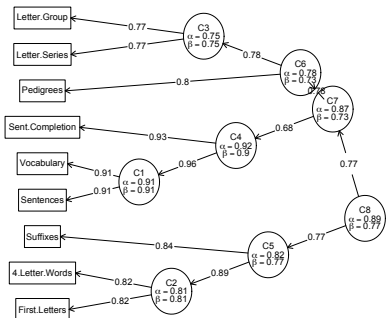 Letter.Group
0.77
C3
α = 0.75
β = 0.75
Letter.Series
0.77
0.78
C6
α = 0.78
β = 0.73
Pedigrees
0.8
0.78
C7
α = 0.87
β = 0.73
Sent.Completion
0.93
C4
α = 0.92
β = 0.9
0.68
Vocabulary
0.91
C1
α = 0.91
β = 0.91
0.96
Sentences
0.91
0.77
C8
α = 0.89
β = 0.77
Suffixes
0.84
C5
α = 0.82
β = 0.77
0.77
4.Letter.Words
0.82
C2
α = 0.81
β = 0.81
0.89
First.Letters
0.82